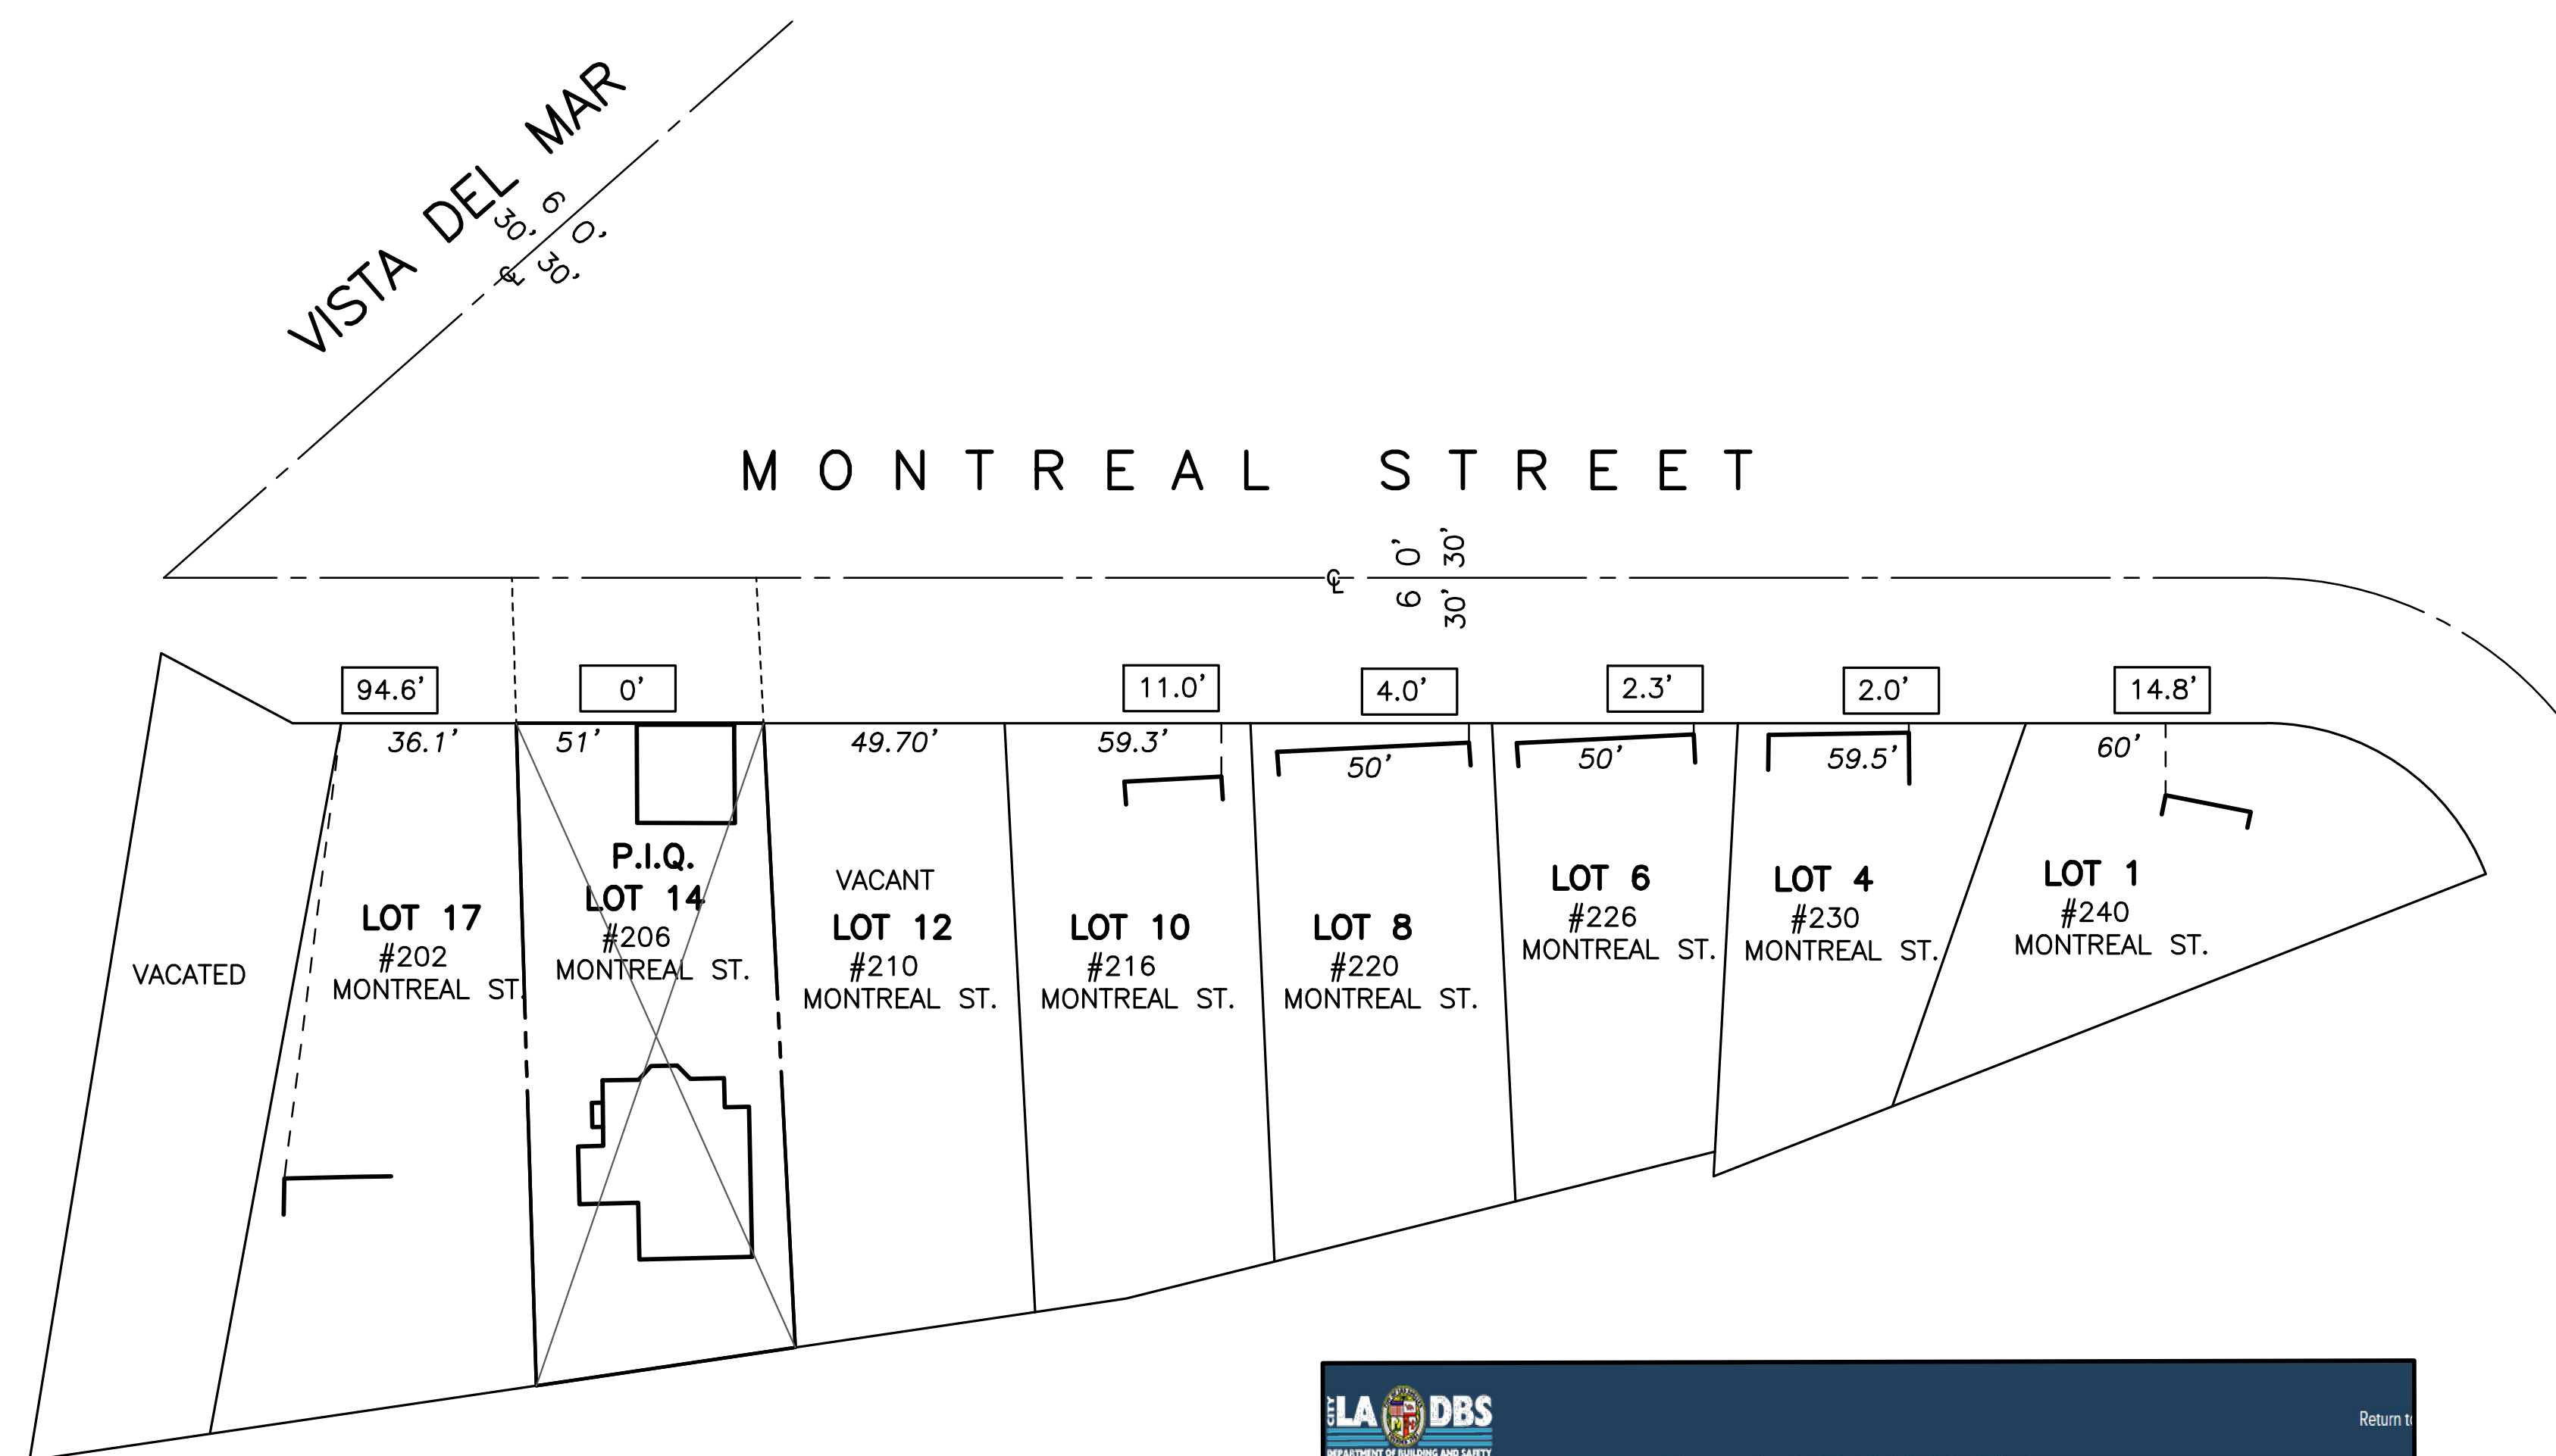 VISTA DEL MAR
60'
30'
30'
℄
MONTREAL STREET
60'
30'
30'
℄
94.6'
0'
11.0'
4.0'
2.3'
2.0'
14.8'
36.1'
51'
49.70'
59.3'
50'
50'
59.5'
60'
VACATED
LOT 17
#202
MONTREAL ST.
P.I.Q.
LOT 14
#206
MONTREAL ST.
VACANT
LOT 12
#210
MONTREAL ST.
LOT 10
#216
MONTREAL ST.
LOT 8
#220
MONTREAL ST.
LOT 6
#226
MONTREAL ST.
LOT 4
#230
MONTREAL ST.
LOT 1
#240
MONTREAL ST.
CITY LA DBS
DEPARTMENT OF BUILDING AND SAFETY
Return